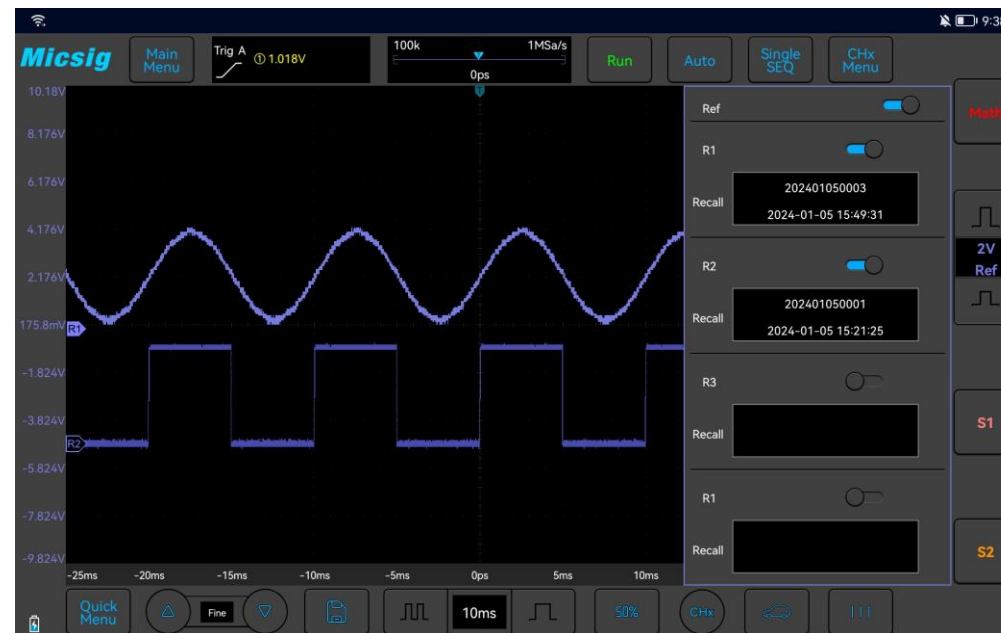 9:38
Micsig
Main
Menu
Trig A ① 1.018V
100k 1MSa/s
0ps
Run
Auto
Single
SEQ
CHx
Menu
T
10.18V
8.176V
6.176V
4.176V
2.176V
175.8mV
-1.824V
-3.824V
-5.824V
-7.824V
-9.824V
R1
R2
-25ms -20ms -15ms -10ms -5ms 0ps 5ms 10ms
Ref
R1
Recall
202401050003
2024-01-05 15:49:31
R2
Recall
202401050001
2024-01-05 15:21:25
R3
Recall
R1
Recall
Math
2V
Ref
S1
S2
Quick
Menu
Fine
10ms
50%
CHx